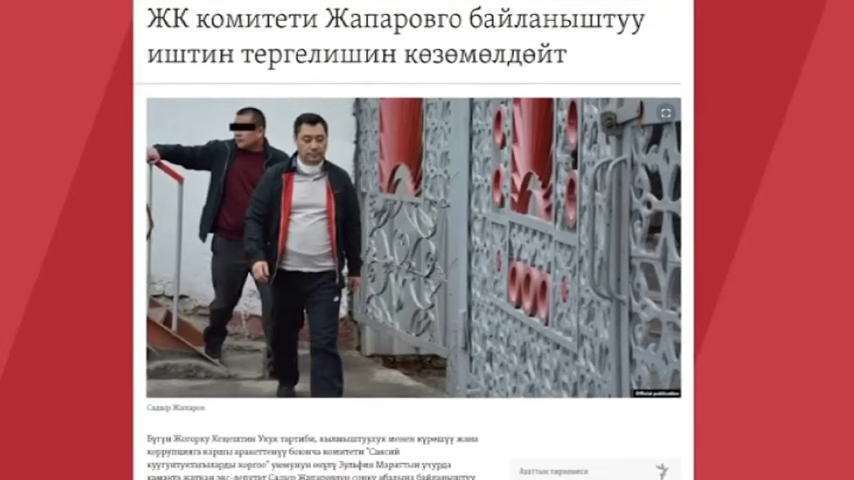 ЖК комитети Жапаровго байланыштуу
иштин тергелишин көзөмөлдөйт
Official publication
Садыр Жапаров
Бүгүн Жогорку Кеңештин Укук тартиби, кылмыштуулук менен күрөшүү жана
коррупцияга каршы аракеттенүү боюнча комитети "Саясий
куугунтуктагыларды коргоо" уюмунун өкүлү Зульфия Мараттын учурда
камакта жаткан экс-депутат Садыр Жапаровдун соңку абалына байланыштуу
Азаттык тиркемеси